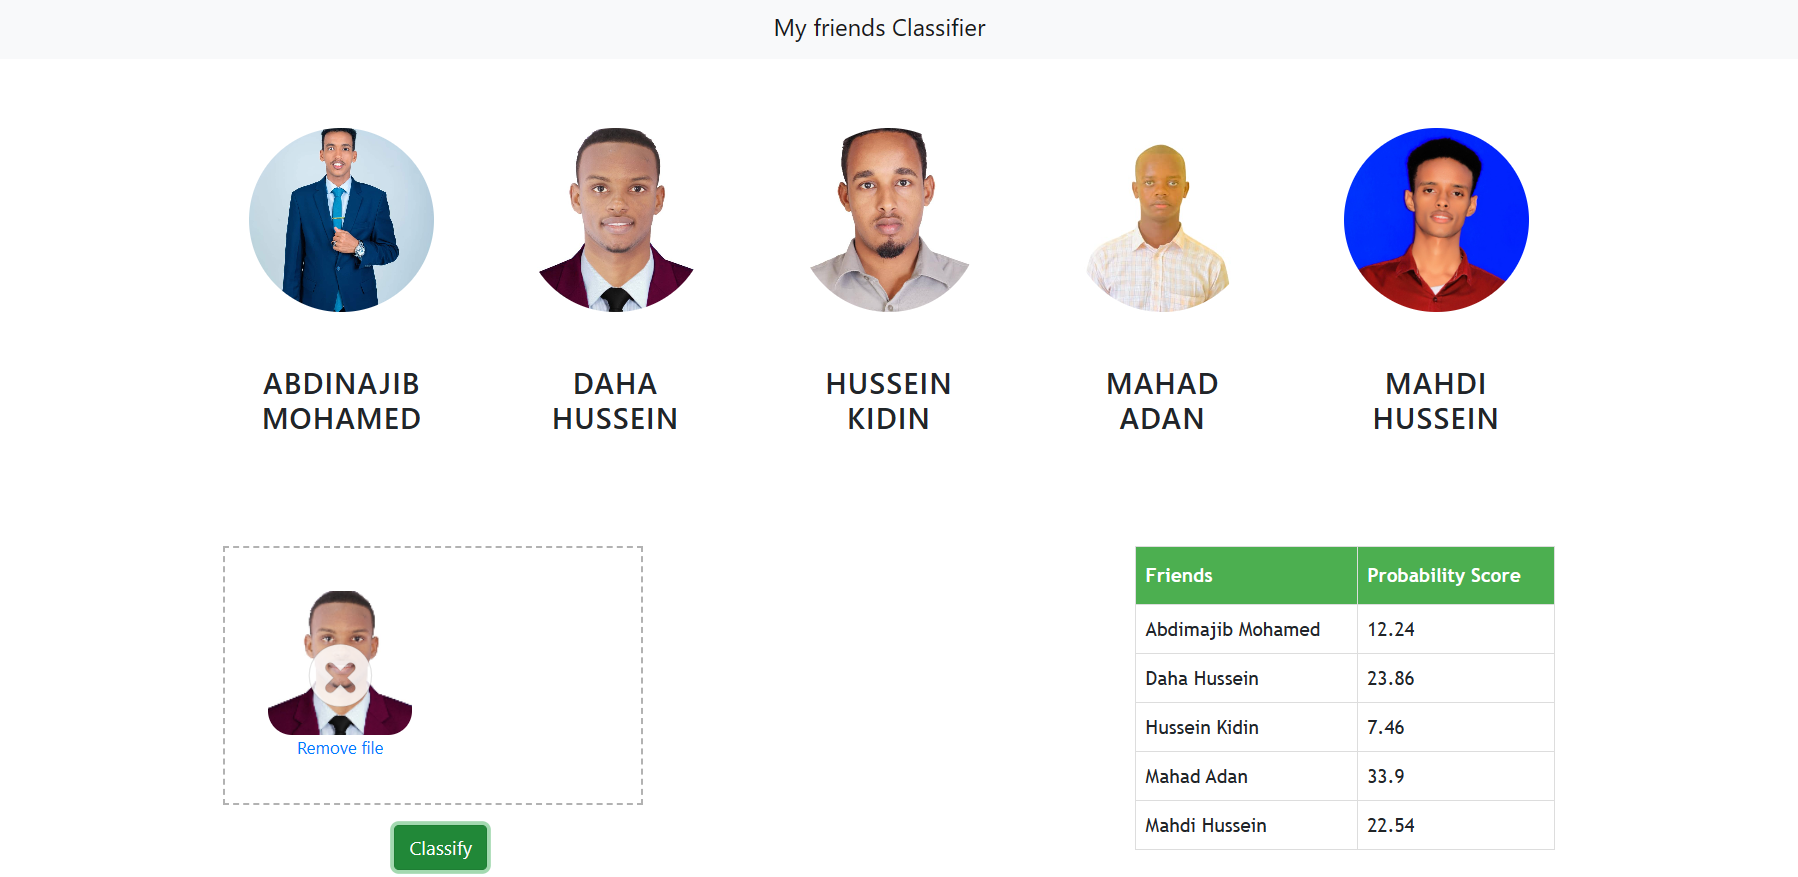 My friends Classifier
ABDINAJIB
MOHAMED
DAHA
HUSSEIN
HUSSEIN
KIDIN
MAHAD
ADAN
MAHDI
HUSSEIN
Remove file
Classify
Friends Probability Score
Abdimajib Mohamed 12.24
Daha Hussein 23.86
Hussein Kidin 7.46
Mahad Adan 33.9
Mahdi Hussein 22.54